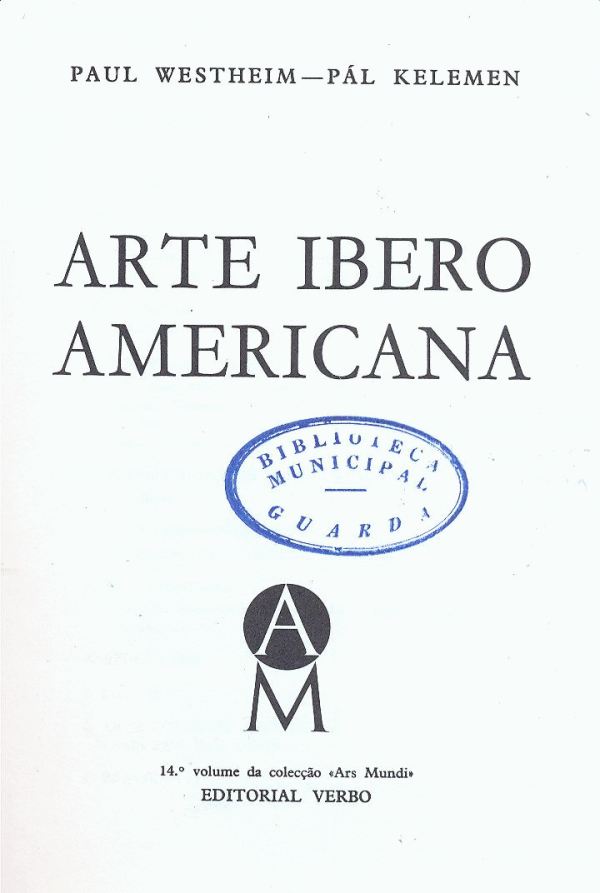 PAUL WESTHEIM — PÁL KELEMEN
ARTE IBERO
AMERICANA
BIBLIOTECA
MUNICIPAL
GUARDA
A
M
14.º volume da colecção «Ars Mundi»
EDITORIAL VERBO